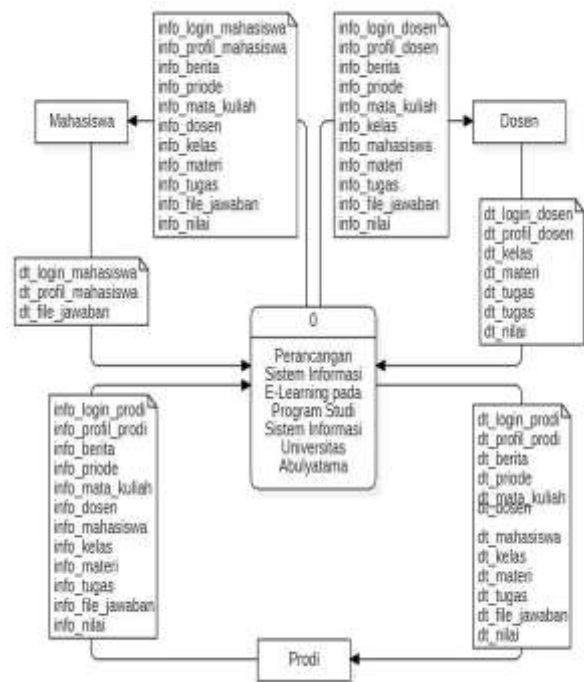 info_login_mahasiswa
info_profil_mahasiswa
info_berita
info_priode
info_mata_kuliah
info_dosen
info_kelas
info_materi
info_tugas
info_file_jawaban
info_nilai
info_login_dosen
info_profil_dosen
info_berita
info_priode
info_mata_kuliah
info_kelas
info_mahasiswa
info_materi
info_tugas
info_file_jawaban
info_nilai
Mahasiswa
Dosen
dt_login_mahasiswa
dt_profil_mahasiswa
dt_file_jawaban
dt_login_dosen
dt_profil_dosen
dt_kelas
dt_materi
dt_tugas
dt_tugas
dt_nilai
0
Perancangan
Sistem Informasi
E-Learning pada
Program Studi
Sistem Informasi
Universitas
Abulyatama
info_login_prodi
info_profil_prodi
info_berita
info_priode
info_mata_kuliah
info_dosen
info_mahasiswa
info_kelas
info_materi
info_tugas
info_file_jawaban
info_nilai
dt_login_prodi
dt_profil_prodi
dt_berita
dt_priode
dt_mata_kuliah
dt_dosen
dt_mahasiswa
dt_kelas
dt_materi
dt_tugas
dt_file_jawaban
dt_nilai
Prodi